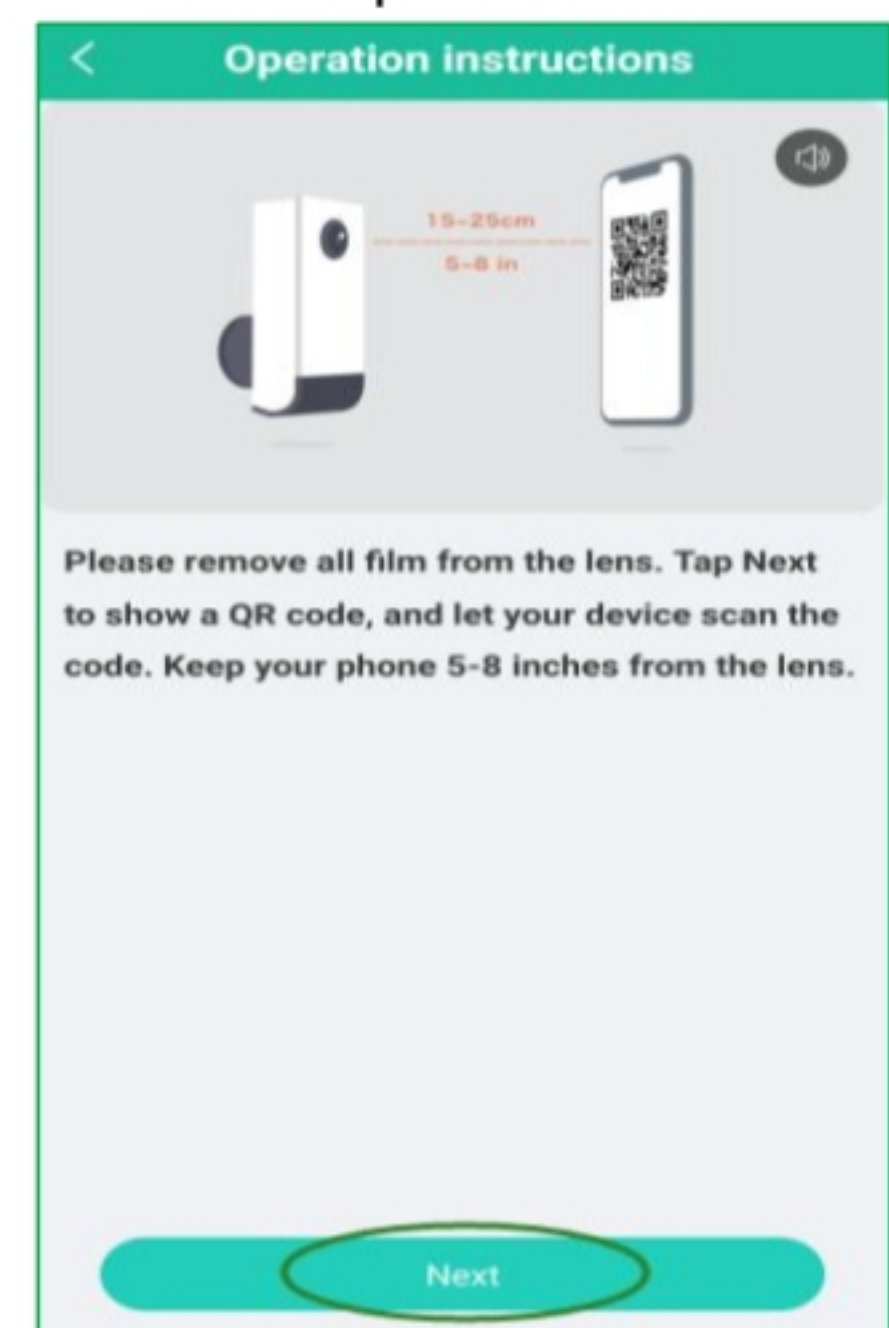 Operation instructions
15-25cm
5-8 in
Please remove all film from the lens. Tap Next
to show a QR code, and let your device scan the
code. Keep your phone 5-8 inches from the lens.
Next